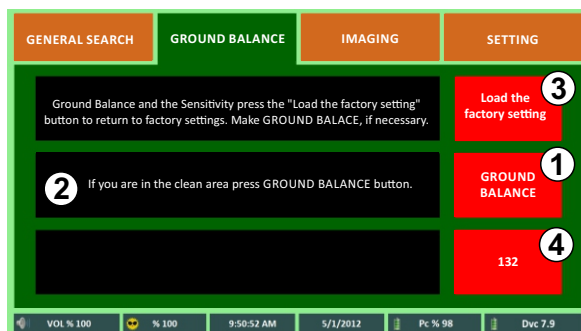 GENERAL SEARCH
GROUND BALANCE
IMAGING
SETTING
Ground Balance and the Sensitivity press the "Load the factory setting"
button to return to factory settings. Make GROUND BALACE, if necessary.
Load the
factory setting
3
2
If you are in the clean area press GROUND BALANCE button.
GROUND
BALANCE
1
132
4
VOL % 100
% 100
9:50:52 AM
5/1/2012
Pc % 98
Dvc 7.9